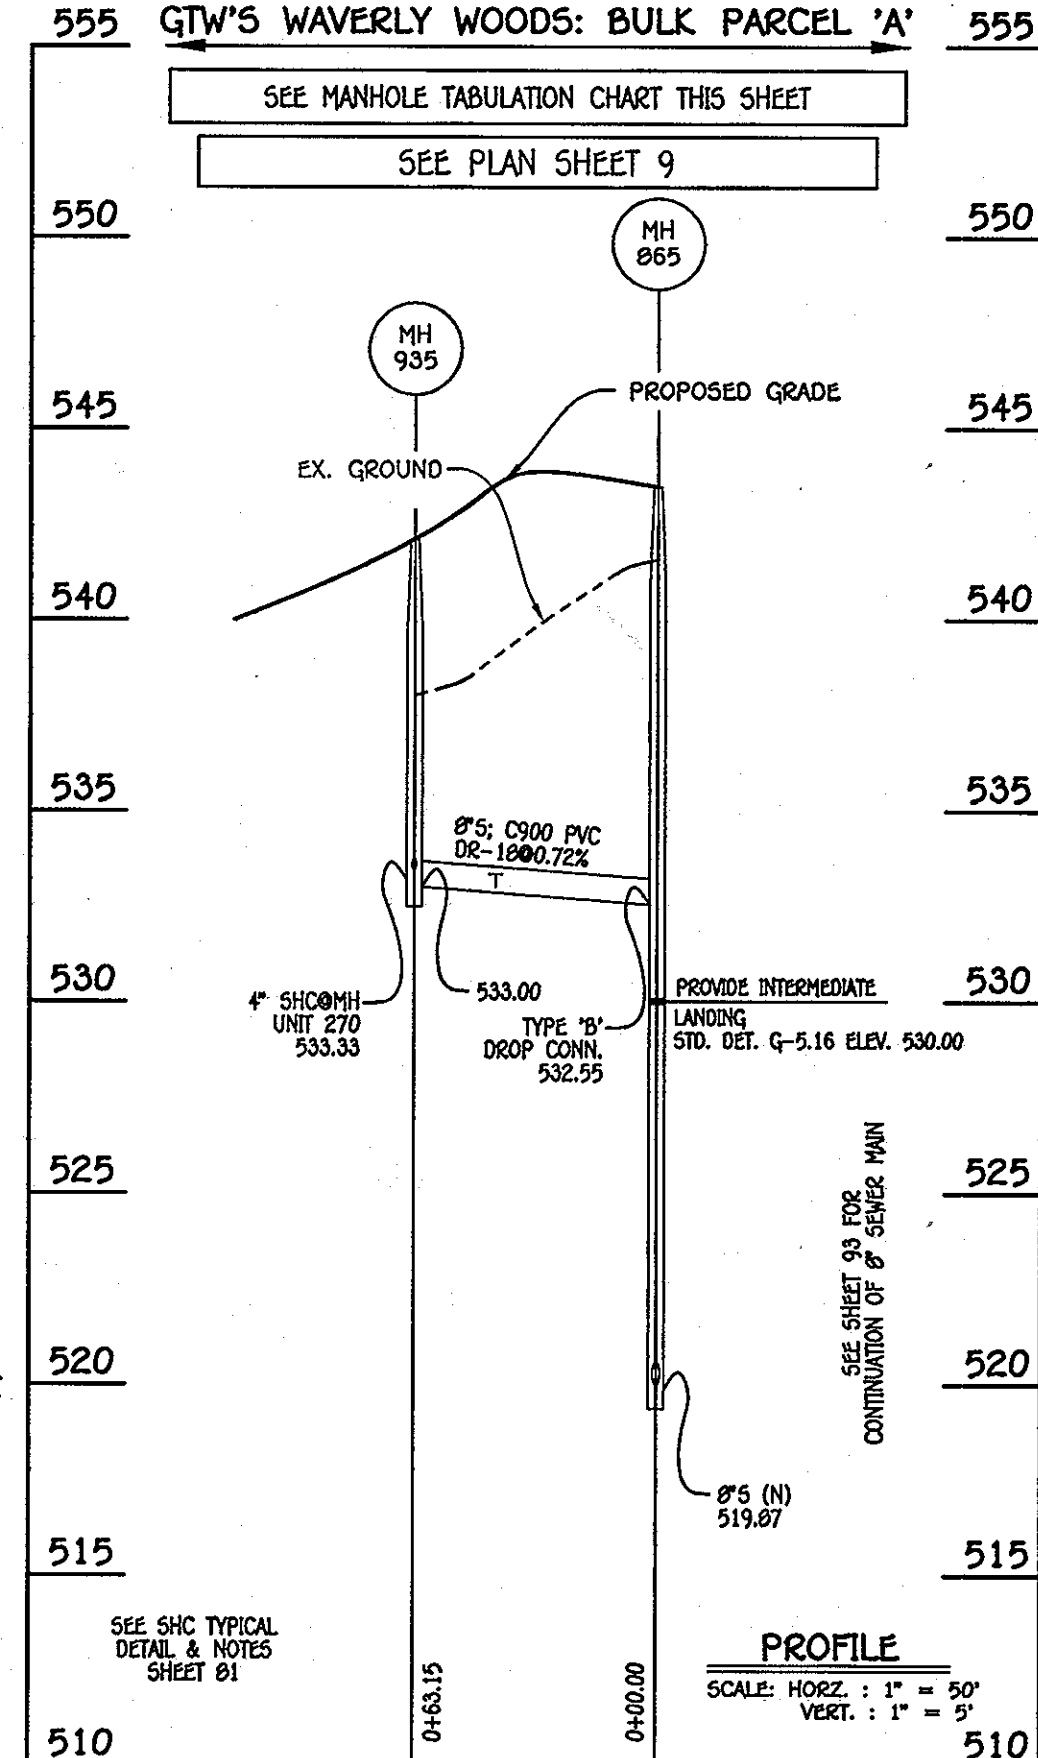 GTW'S WAVERLY WOODS: BULK PARCEL 'A'
555
555
SEE MANHOLE TABULATION CHART THIS SHEET
SEE PLAN SHEET 9
550
550
MH
865
MH
935
545
545
PROPOSED GRADE
EX. GROUND
540
540
535
535
8"S; C900 PVC
DR-18@0.72%
T
530
530
4" SHC@MH
UNIT 270
533.33
533.00
TYPE 'B'
DROP CONN.
532.55
PROVIDE INTERMEDIATE
LANDING
STD. DET. G-5.16 ELEV. 530.00
525
525
SEE SHEET 93 FOR
CONTINUATION OF 8" SEWER MAIN
520
520
8"S (N)
519.87
515
515
SEE SHC TYPICAL
DETAIL & NOTES
SHEET 81
0+63.15
0+00.00
PROFILE
SCALE: HORZ. : 1" = 50'
VERT. : 1" = 5'
510
510